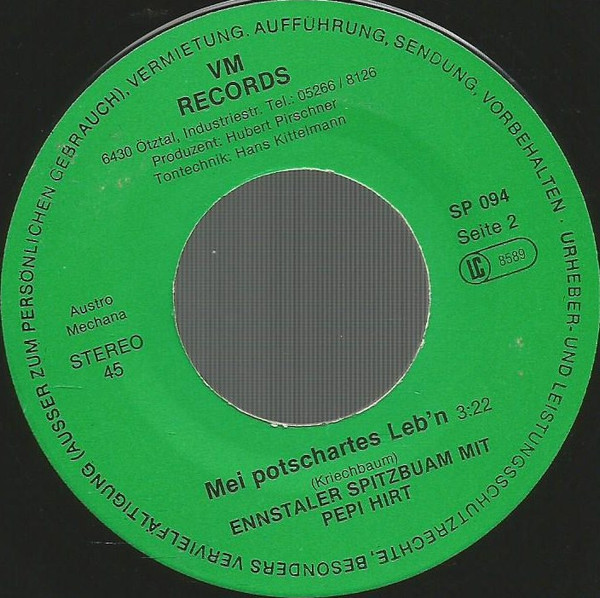 VM
RECORDS
6430 Ötztal, Industriestr. Tel.: 05266 / 8126
Produzent: Hubert Pirschner
Tontechnik: Hans Kittelmann
SP 094
Seite 2
LC 8589
Austro
Mechana
STEREO
45
Mei potschartes Leb'n 3:22
(Kriechbaum)
ENNSTALER SPITZBUAM MIT
PEPI HIRT
URHEBER- UND LEISTUNGSSCHUTZRECHTE, BESONDERS VERVIELFÄLTIGUNG (AUSSER ZUM PERSÖNLICHEN GEBRAUCH), VERMIETUNG. AUFFÜHRUNG, SENDUNG, VORBEHALTEN ·